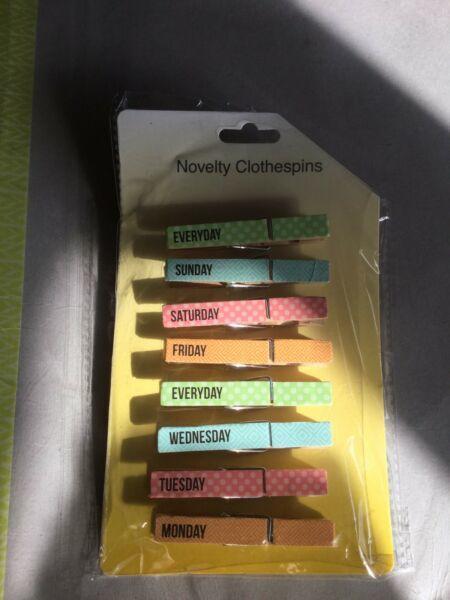 Novelty Clothespins
EVERYDAY
SUNDAY
SATURDAY
FRIDAY
EVERYDAY
WEDNESDAY
TUESDAY
MONDAY